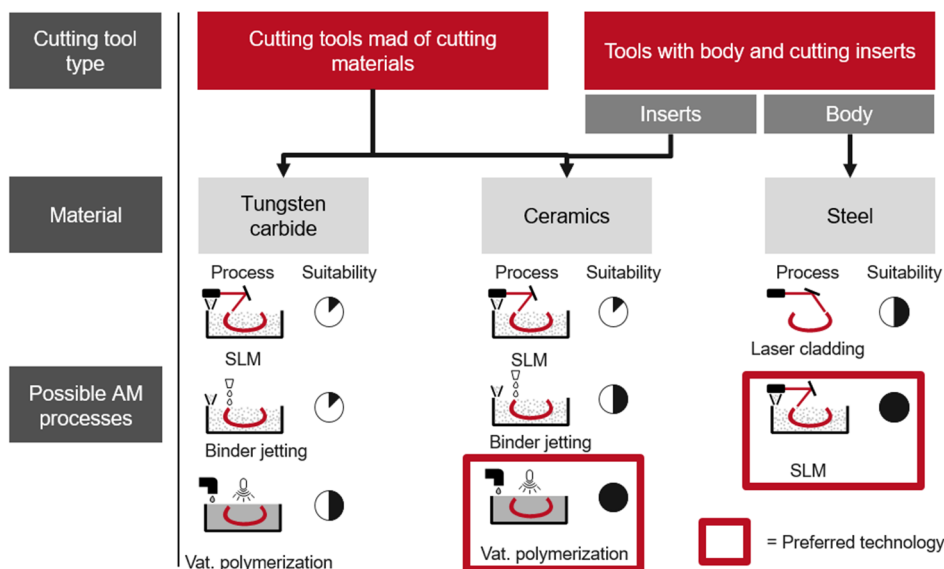 Cutting tool
type
Cutting tools mad of cutting
materials
Tools with body and cutting inserts
Inserts
Body
Material
Tungsten
carbide
Ceramics
Steel
Process
Suitability
Process
Suitability
Process
Suitability
SLM
SLM
Laser cladding
Possible AM
processes
Binder jetting
Binder jetting
SLM
Vat. polymerization
Vat. polymerization
= Preferred technology